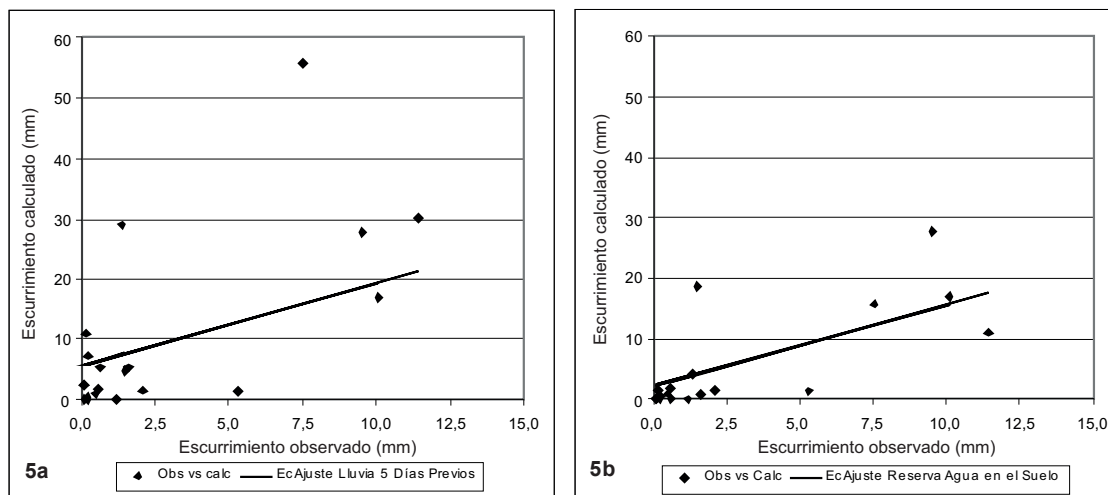 60
50
40
30
20
10
0
Escurrimiento calculado (mm)
0,0 2,5 5,0 7,5 10,0 12,5 15,0
Escurrimiento observado (mm)
5a
Obs vs calc EcAjuste Lluvia 5 Días Previos
60
50
40
30
20
10
0
Escurrimiento calculado (mm)
0,0 2,5 5,0 7,5 10,0 12,5 15,0
Escurrimiento observado (mm)
5b
Obs vs Calc EcAjuste Reserva Agua en el Suelo